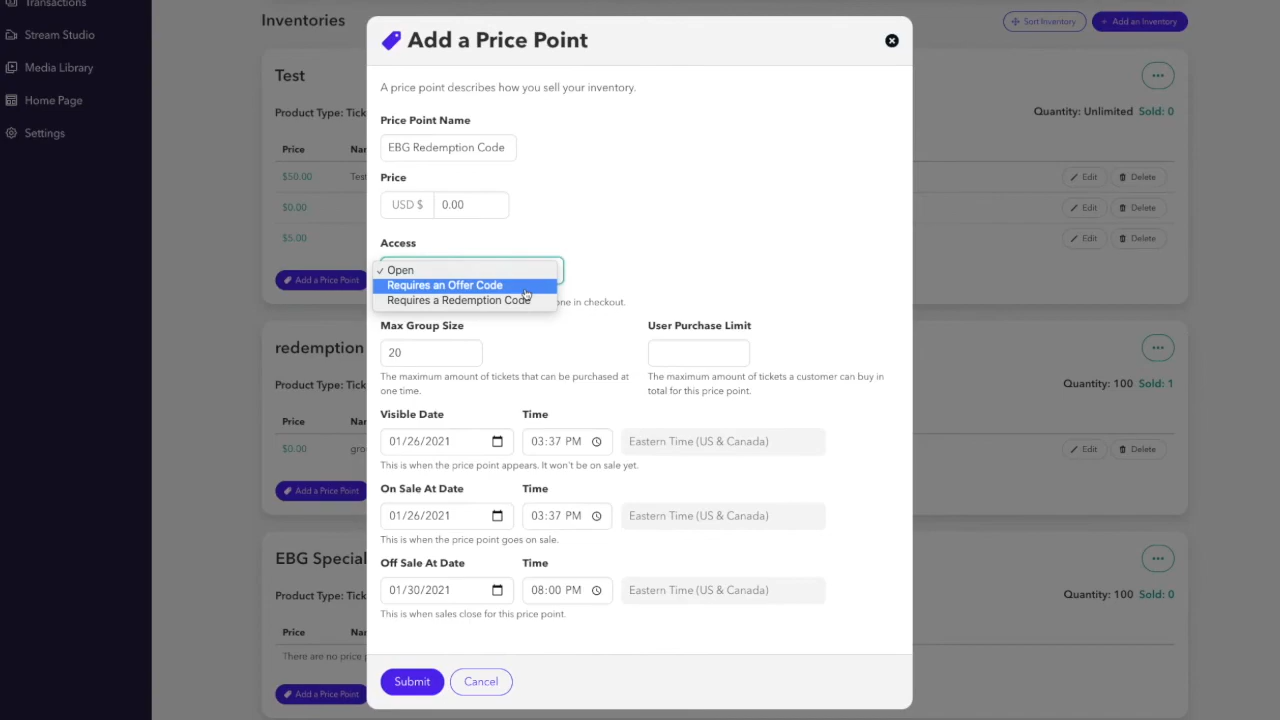 Transactions
Stream Studio
Media Library
Home Page
Settings
Inventories
Sort Inventory
+ Add an Inventory
Test
Product Type: Tick
Quantity: Unlimited Sold: 0
Price Nar
$50.00 Test
Edit Delete
$0.00
Edit Delete
$5.00
Edit Delete
Add a Price Point
redemption
Product Type: Tick
Quantity: 100 Sold: 1
Price Nar
$0.00 gro
Edit Delete
Add a Price Point
EBG Special
Product Type: Tick
Quantity: 100 Sold: 0
Price Nar
There are no price p
Add a Price Point
Add a Price Point
A price point describes how you sell your inventory.
Price Point Name
EBG Redemption Code
Price
USD $ 0.00
Access
✓ Open
Requires an Offer Code
Requires a Redemption Code
one in checkout.
Max Group Size
20
The maximum amount of tickets that can be purchased at
one time.
User Purchase Limit
The maximum amount of tickets a customer can buy in
total for this price point.
Visible Date Time
01/26/2021 03:37 PM Eastern Time (US & Canada)
This is when the price point appears. It won't be on sale yet.
On Sale At Date Time
01/26/2021 03:37 PM Eastern Time (US & Canada)
This is when the price point goes on sale.
Off Sale At Date Time
01/30/2021 08:00 PM Eastern Time (US & Canada)
This is when sales close for this price point.
Submit Cancel